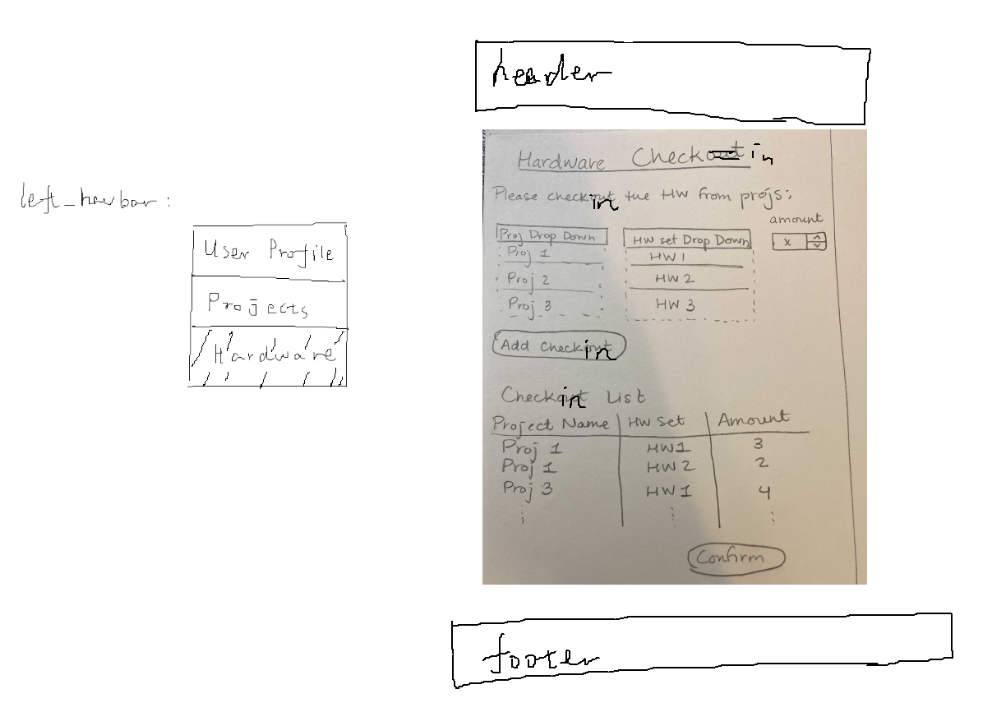 header
Hardware Checkin
Please checkin the HW from projs:
amount
left_navbar:
User Profile
Projects
Hardware
Proj Drop Down HW set Drop Down x
Proj 1 HW1
Proj 2 HW 2
Proj 3 HW 3
Add checkin
Checkin List
Project Name HW Set Amount
Proj 1 HW1 3
Proj 1 HW 2 2
Proj 3 HW1 4
Confirm
footer